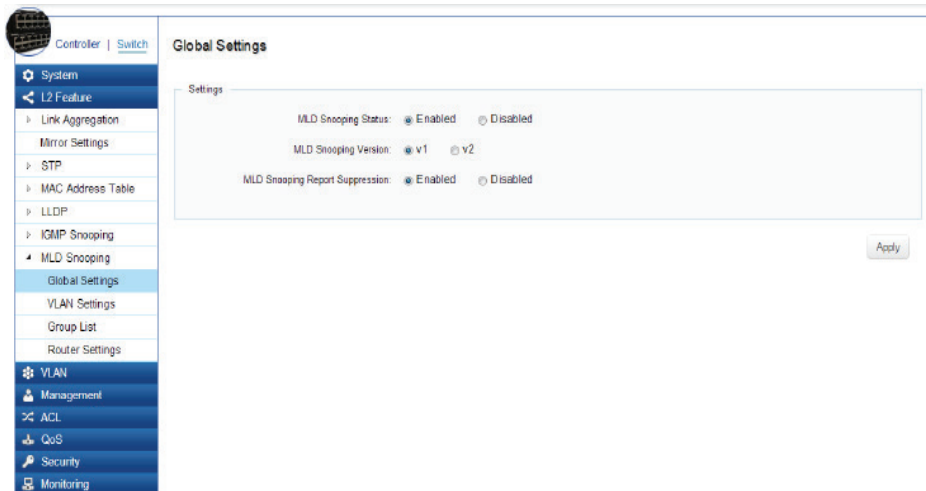 Controller | Switch
Global Settings
System
L2 Feature
Link Aggregation
Mirror Settings
STP
MAC Address Table
LLDP
IGMP Snooping
MLD Snooping
Global Settings
VLAN Settings
Group List
Router Settings
VLAN
Management
ACL
QoS
Security
Monitoring
Settings
MLD Snooping Status: Enabled Disabled
MLD Snooping Version: v1 v2
MLD Snooping Report Suppression: Enabled Disabled
Apply